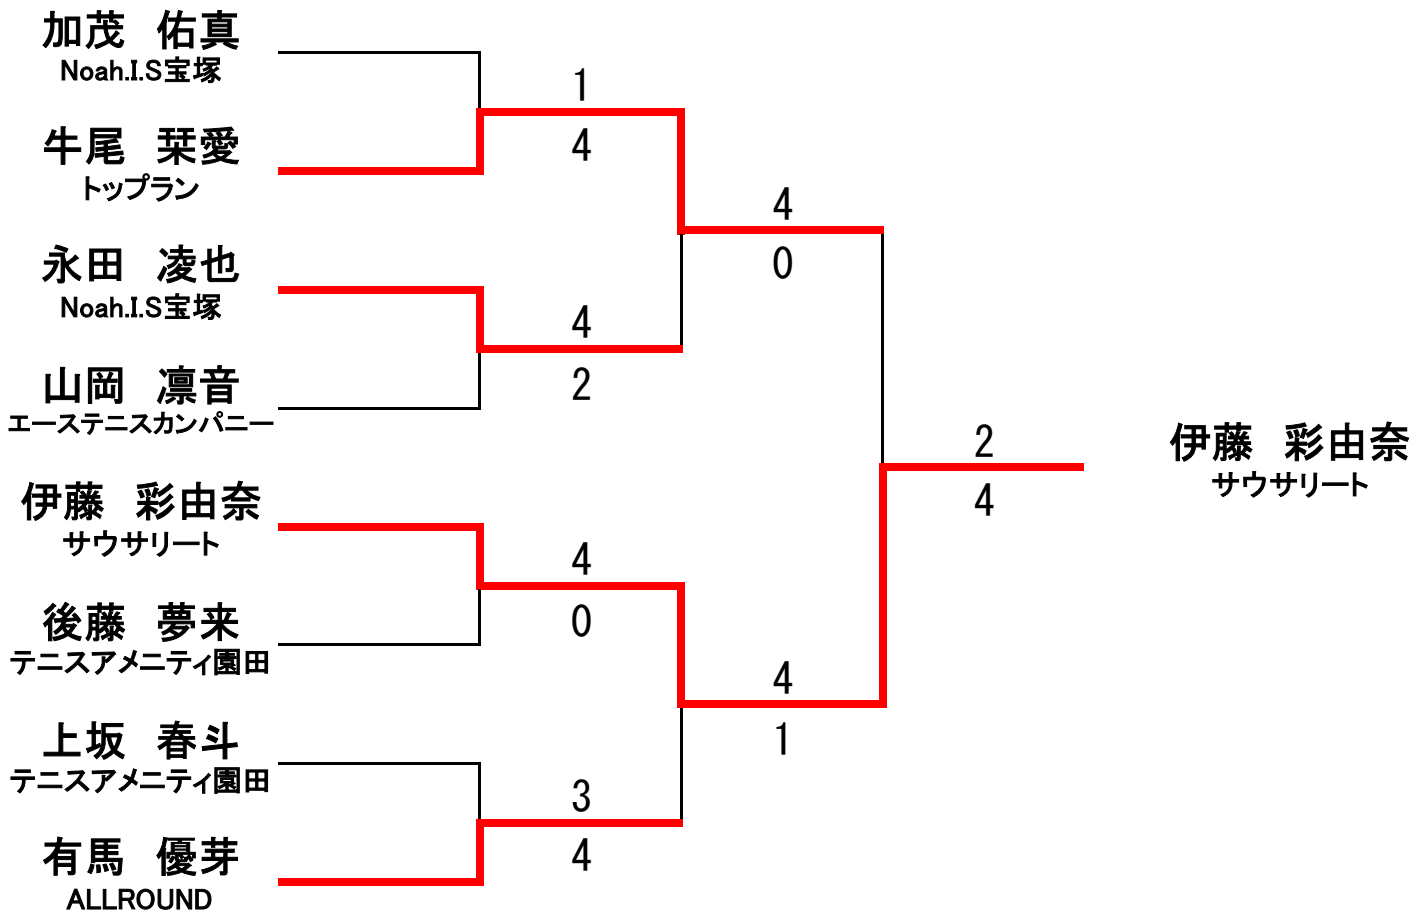 加茂　佑真
Noah.I.S宝塚
1
牛尾　栞愛
トップラン
4
4
永田　凌也
Noah.I.S宝塚
0
4
山岡　凛音
エーステニスカンパニー
2
2
伊藤　彩由奈
サウサリート
4
伊藤　彩由奈
サウサリート
4
後藤　夢来
テニスアメニティ園田
0
4
上坂　春斗
テニスアメニティ園田
1
3
有馬　優芽
ALLROUND
4